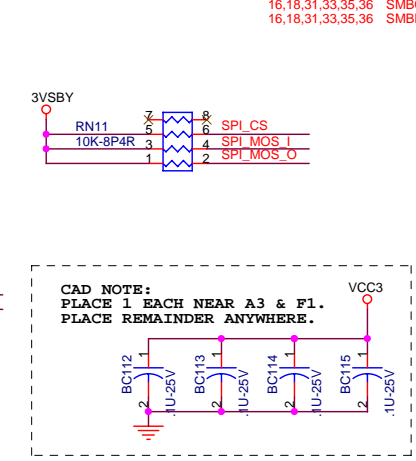 16,18,31,33,35,36 SMB
16,18,31,33,35,36 SMB
3VSBY
7 8
RN11 5 6 SPI_CS
10K-8P4R 3 4 SPI_MOS_I
1 2 SPI_MOS_O
CAD NOTE:
PLACE 1 EACH NEAR A3 & F1.
PLACE REMAINDER ANYWHERE.
VCC3
BC112 1 2 .1U-25V
BC113 1 2 .1U-25V
BC114 1 2 .1U-25V
BC115 1 2 .1U-25V